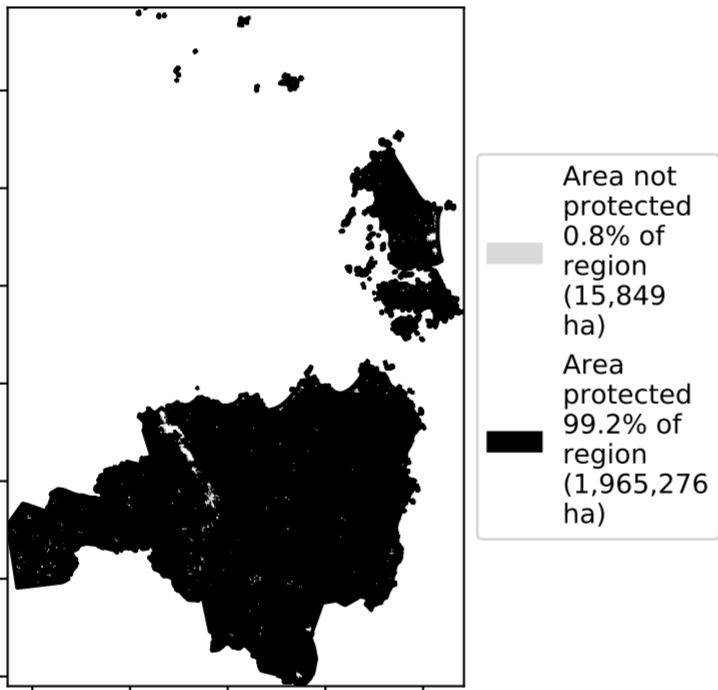 Area not
protected
0.8% of
region
(15,849
ha)
Area
protected
99.2% of
region
(1,965,276
ha)